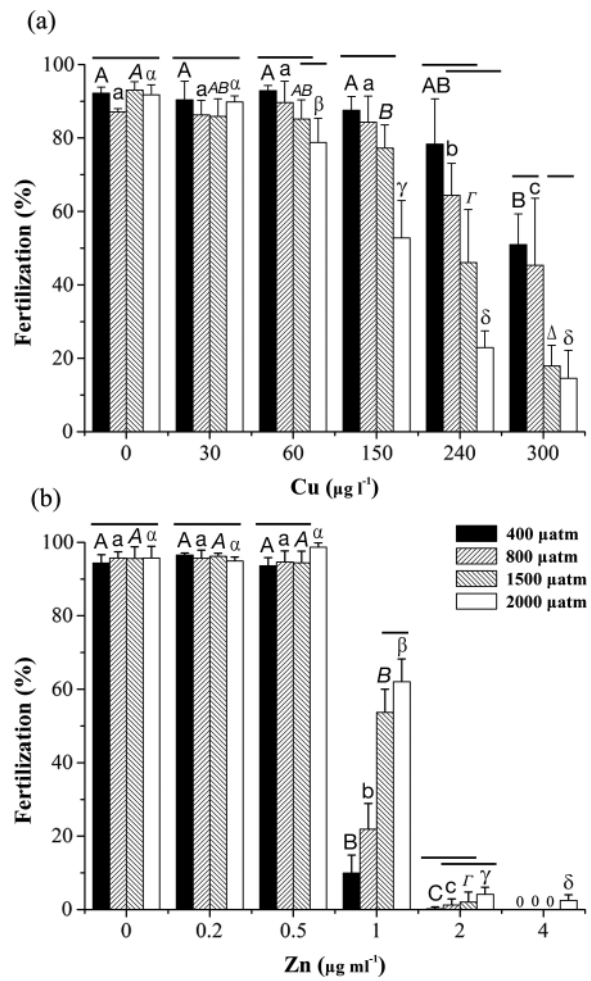 (a)
100
80
60
40
20
0
Fertilization (%)
A a A α
A a AB α
A a AB β
A a B γ
AB b Γ δ
B c Δ δ
0 30 60 150 240 300
Cu (µg l⁻¹)
(b)
100
80
60
40
20
0
Fertilization (%)
400 µatm
800 µatm
1500 µatm
2000 µatm
A a A α
A a A α
A a A α
B b B β
C c Γ γ
0 0 0 δ
0 0.2 0.5 1 2 4
Zn (µg ml⁻¹)